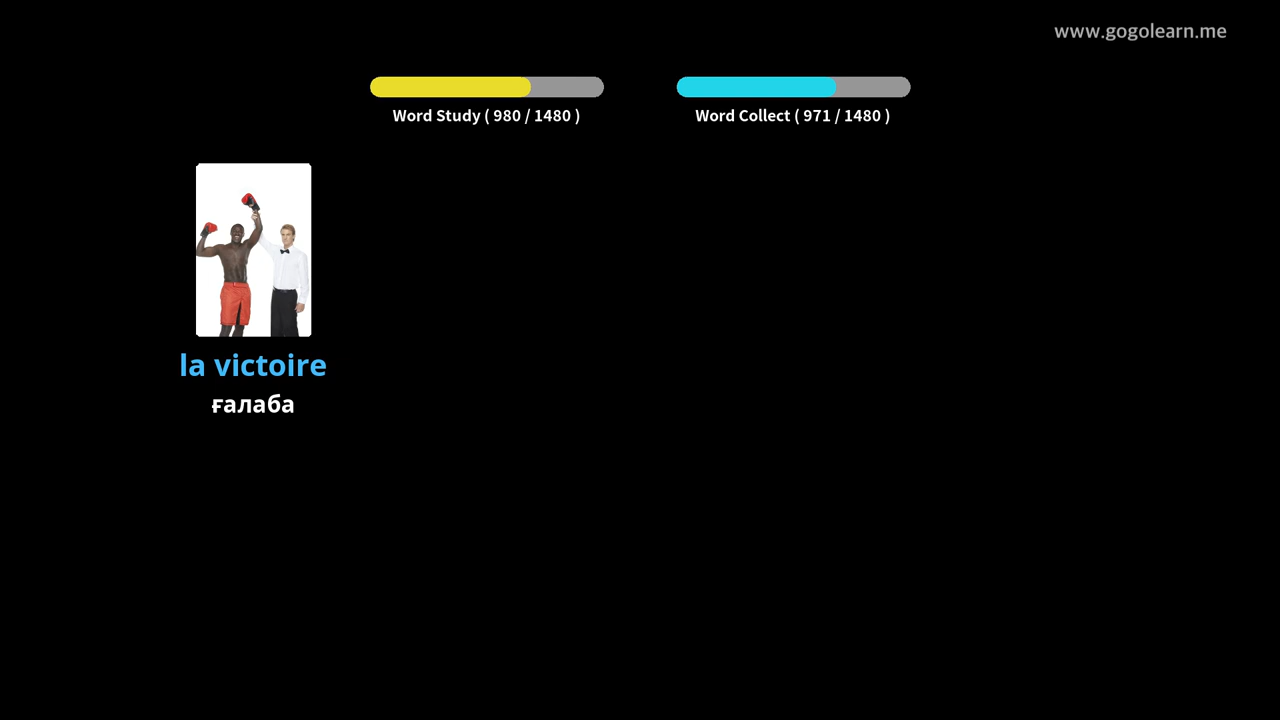 www.gogolearn.me
Word Study ( 980 / 1480 )
Word Collect ( 971 / 1480 )
la victoire
ғалаба